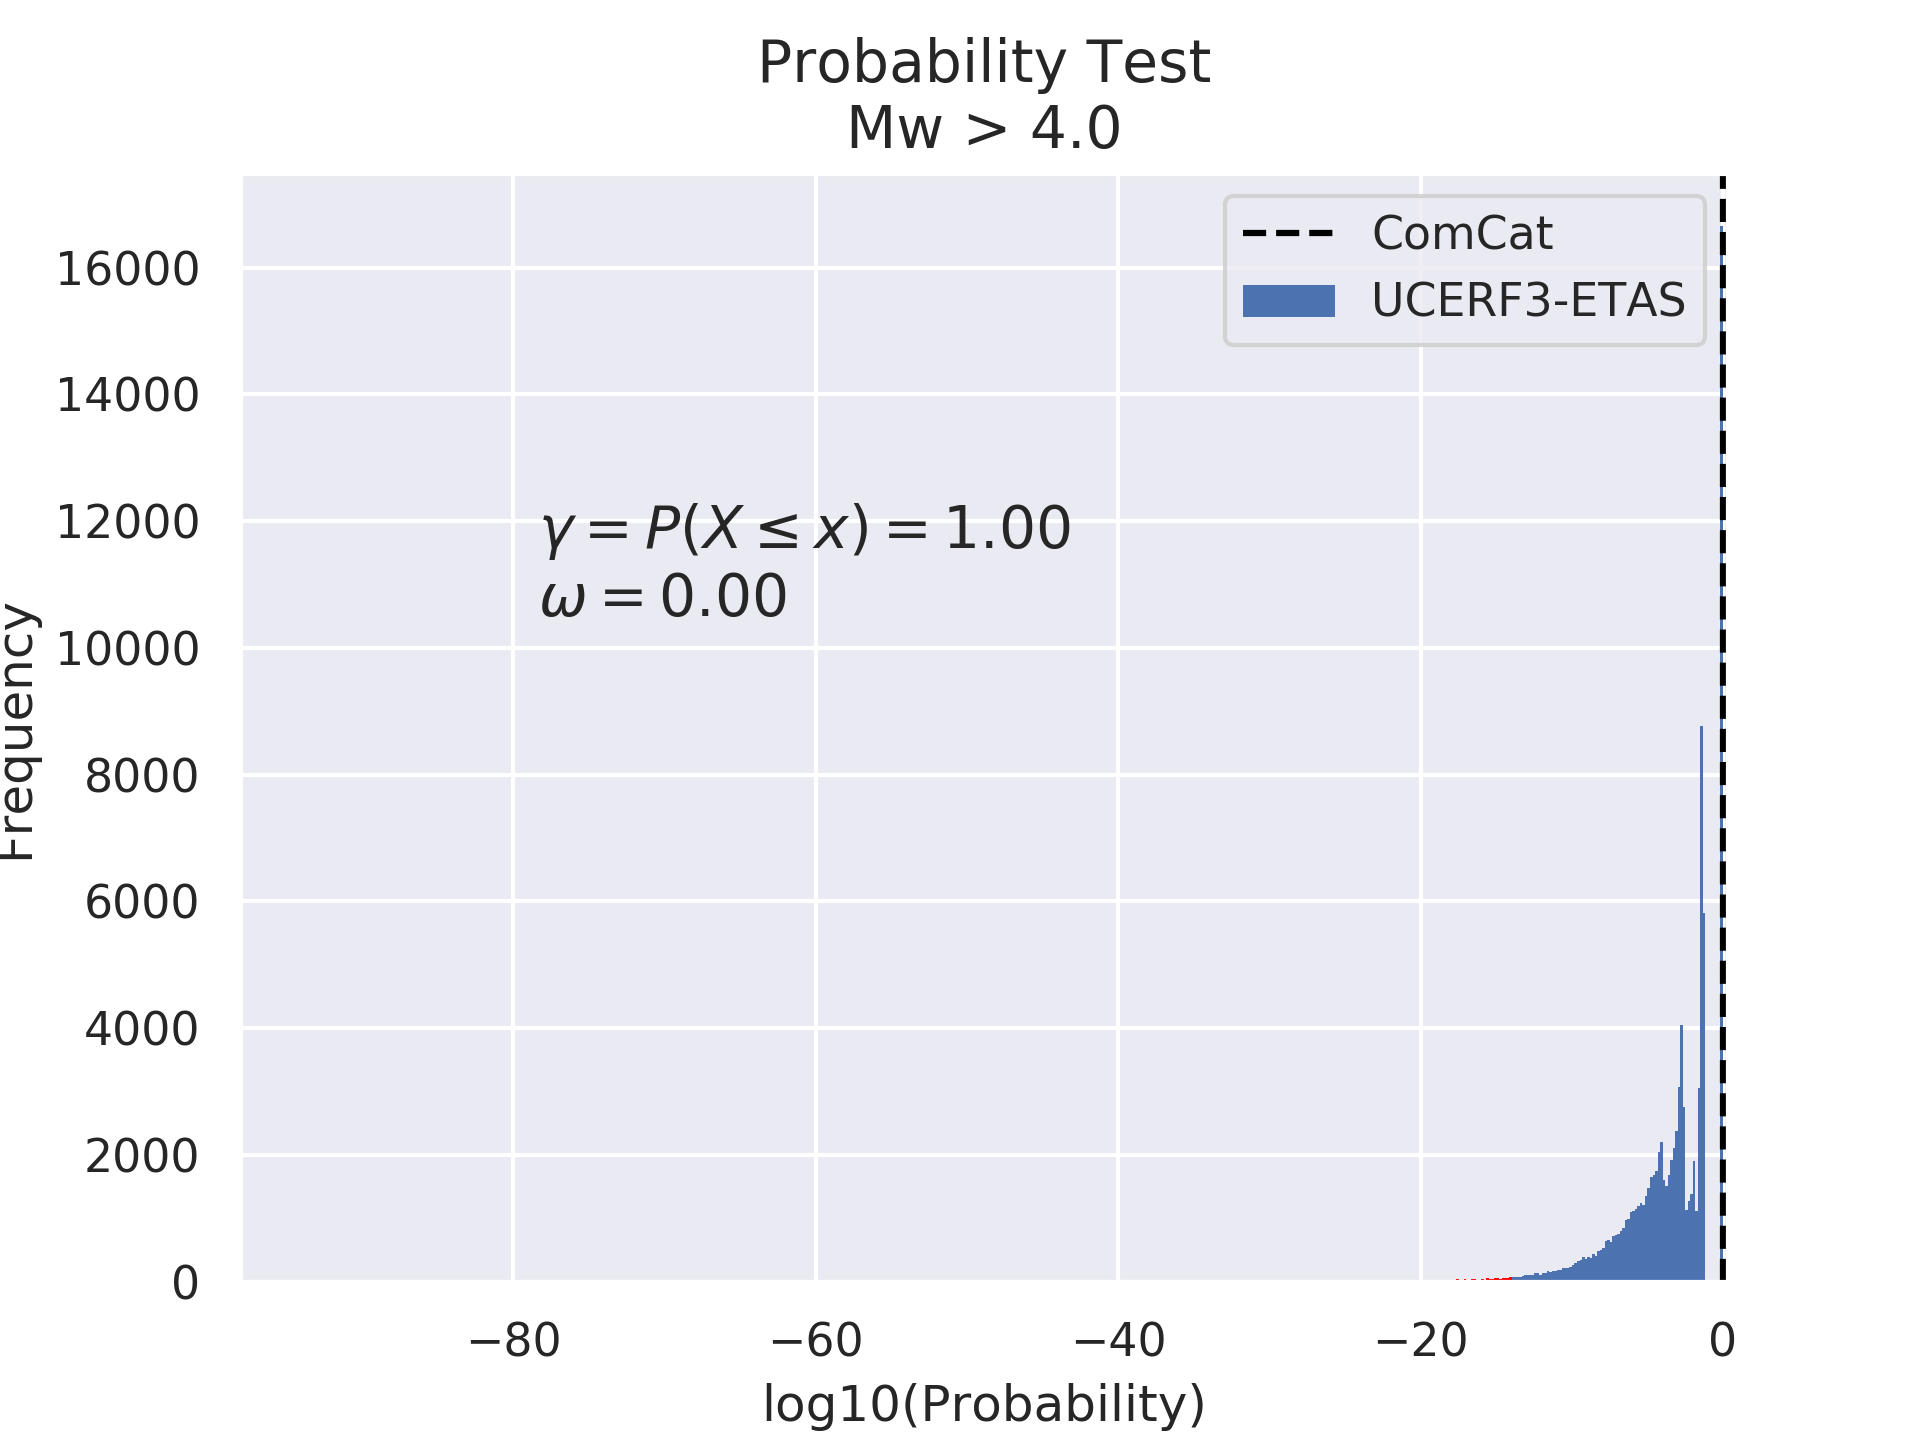 Probability Test
Mw > 4.0
ComCat
UCERF3-ETAS
16000
14000
12000
10000
8000
6000
4000
2000
0
γ = P(X ≤ x) = 1.00
ω = 0.00
Frequency
−80
−60
−40
−20
0
log10(Probability)